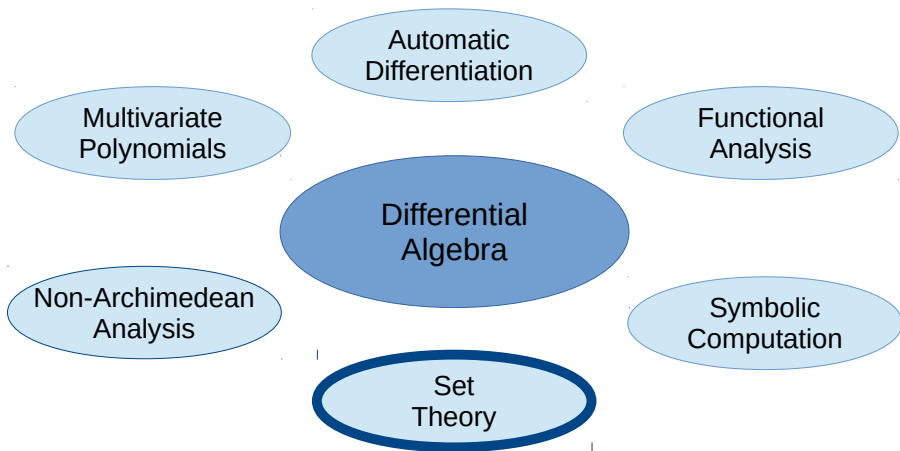 Automatic
Differentiation
Multivariate
Polynomials
Functional
Analysis
Differential
Algebra
Non-Archimedean
Analysis
Symbolic
Computation
Set
Theory